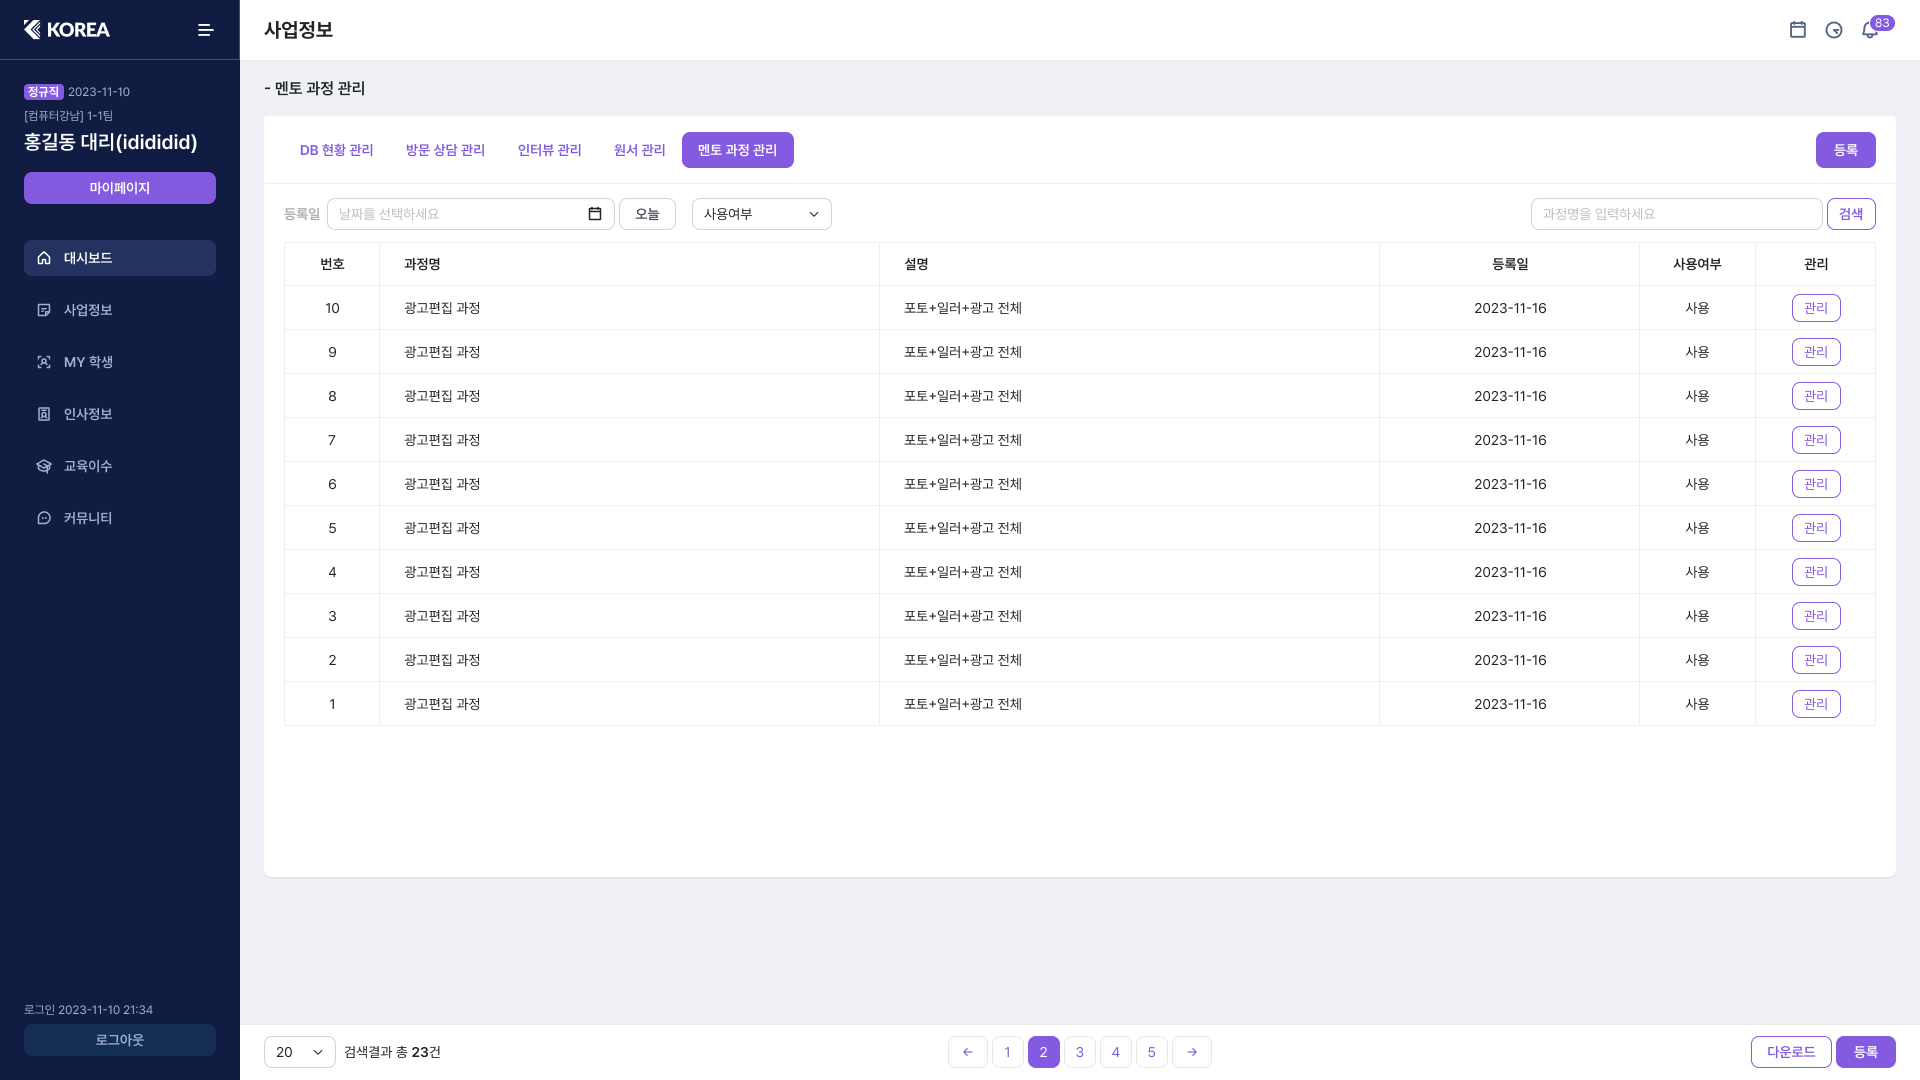 KOREA
정규직 2023-11-10
[컴퓨터강남] 1-1팀
홍길동 대리(idididid)
마이페이지
대시보드
사업정보
MY 학생
인사정보
교육이수
커뮤니티
로그인 2023-11-10 21:34
로그아웃
사업정보
83
- 멘토 과정 관리
DB 현황 관리 방문 상담 관리 인터뷰 관리 원서 관리 멘토 과정 관리 등록
등록일 날짜를 선택하세요 오늘 사용여부 과정명을 입력하세요 검색
번호 과정명 설명 등록일 사용여부 관리
10 광고편집 과정 포토+일러+광고 전체 2023-11-16 사용 관리
9 광고편집 과정 포토+일러+광고 전체 2023-11-16 사용 관리
8 광고편집 과정 포토+일러+광고 전체 2023-11-16 사용 관리
7 광고편집 과정 포토+일러+광고 전체 2023-11-16 사용 관리
6 광고편집 과정 포토+일러+광고 전체 2023-11-16 사용 관리
5 광고편집 과정 포토+일러+광고 전체 2023-11-16 사용 관리
4 광고편집 과정 포토+일러+광고 전체 2023-11-16 사용 관리
3 광고편집 과정 포토+일러+광고 전체 2023-11-16 사용 관리
2 광고편집 과정 포토+일러+광고 전체 2023-11-16 사용 관리
1 광고편집 과정 포토+일러+광고 전체 2023-11-16 사용 관리
20 검색결과 총 23건 ← 1 2 3 4 5 → 다운로드 등록